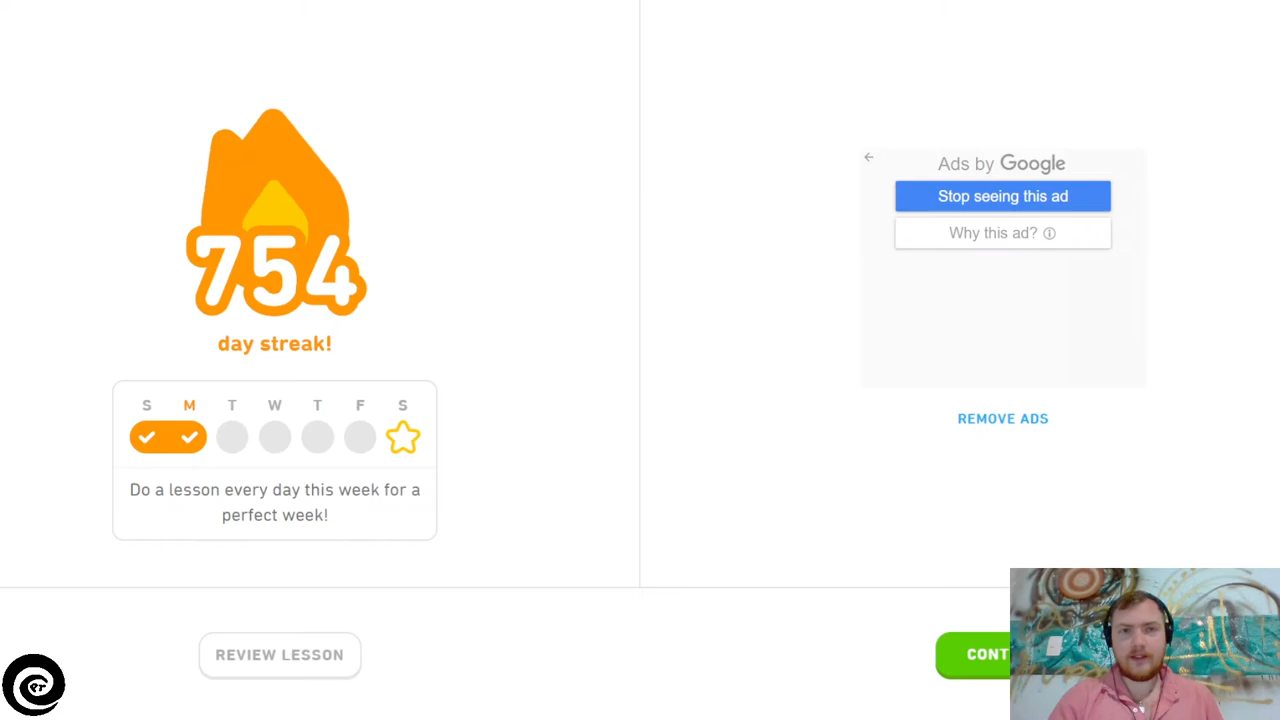 754
day streak!
S M T W T F S
Do a lesson every day this week for a
perfect week!
REVIEW LESSON
Ads by Google
Stop seeing this ad
Why this ad?
REMOVE ADS
CONT